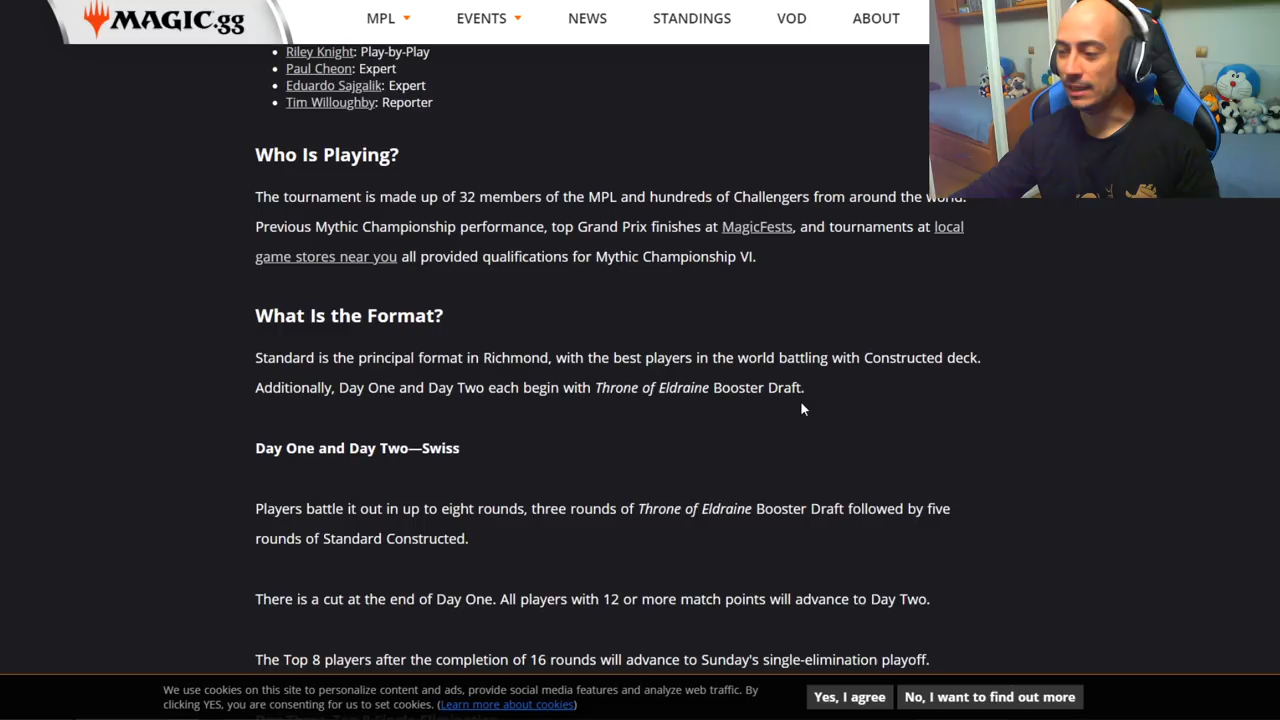 MAGIC.gg
MPL EVENTS NEWS STANDINGS VOD ABOUT
Riley Knight: Play-by-Play
Paul Cheon: Expert
Eduardo Sajgalik: Expert
Tim Willoughby: Reporter
Who Is Playing?
The tournament is made up of 32 members of the MPL and hundreds of Challengers from around the world.
Previous Mythic Championship performance, top Grand Prix finishes at MagicFests, and tournaments at local
game stores near you all provided qualifications for Mythic Championship VI.
What Is the Format?
Standard is the principal format in Richmond, with the best players in the world battling with Constructed deck.
Additionally, Day One and Day Two each begin with Throne of Eldraine Booster Draft.
Day One and Day Two—Swiss
Players battle it out in up to eight rounds, three rounds of Throne of Eldraine Booster Draft followed by five
rounds of Standard Constructed.
There is a cut at the end of Day One. All players with 12 or more match points will advance to Day Two.
The Top 8 players after the completion of 16 rounds will advance to Sunday's single-elimination playoff.
We use cookies on this site to personalize content and ads, provide social media features and analyze web traffic. By
clicking YES, you are consenting for us to set cookies. (Learn more about cookies)
Yes, I agree
No, I want to find out more